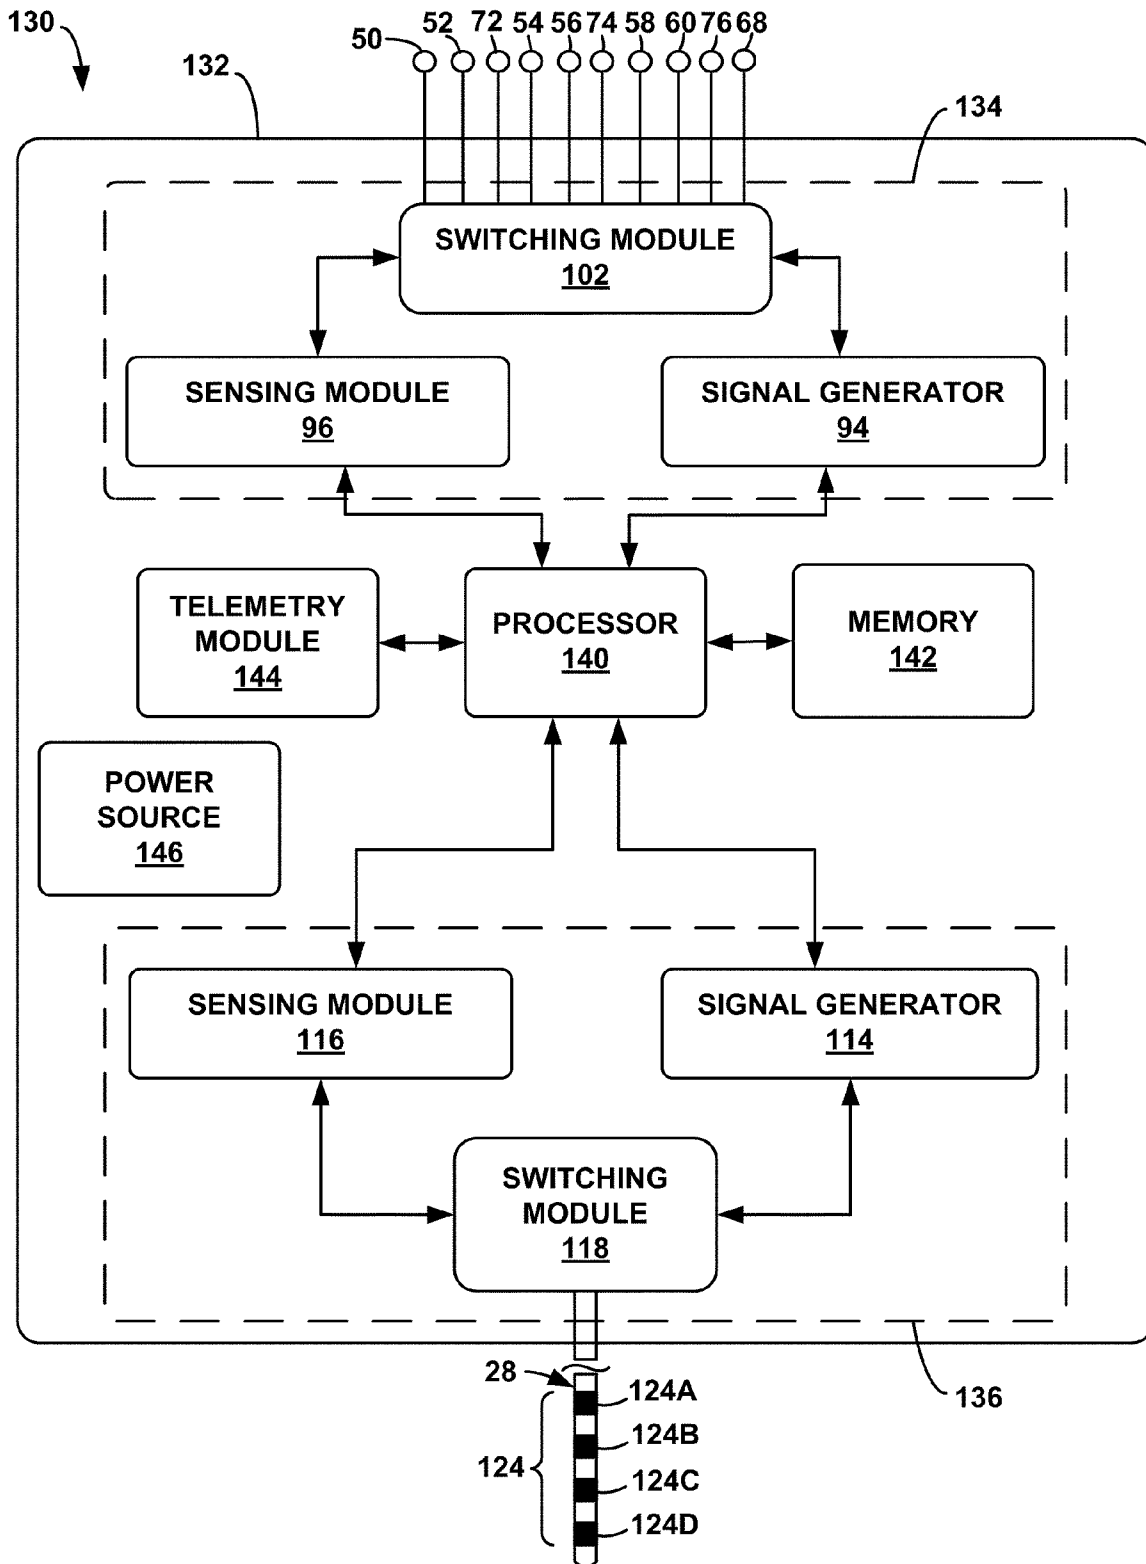 130
50 52 72 54 56 74 58 60 76 68
132
134
SWITCHING MODULE
102
SENSING MODULE
96
SIGNAL GENERATOR
94
TELEMETRY
MODULE
144
PROCESSOR
140
MEMORY
142
POWER
SOURCE
146
SENSING MODULE
116
SIGNAL GENERATOR
114
SWITCHING
MODULE
118
28
136
124
124A
124B
124C
124D